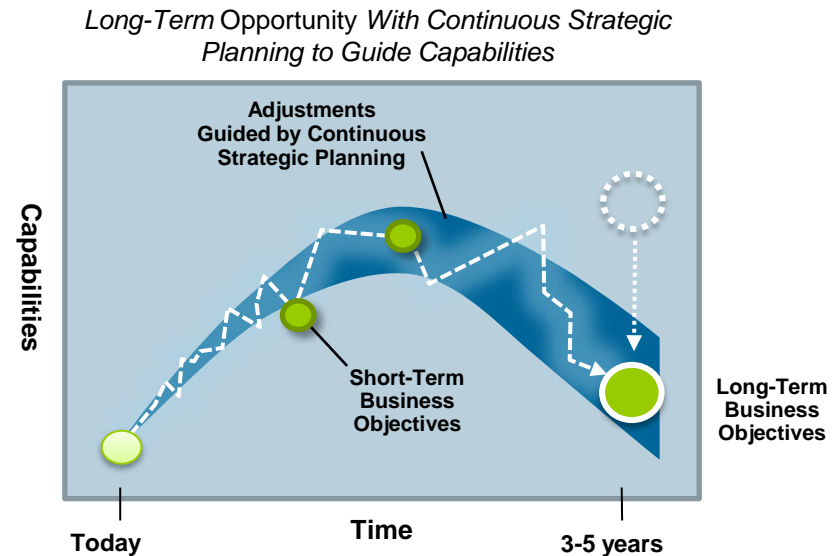 Long-Term Opportunity With Continuous Strategic
Planning to Guide Capabilities
Adjustments
Guided by Continuous
Strategic Planning
Capabilities
Short-Term
Business
Objectives
Long-Term
Business
Objectives
Today
Time
3-5 years